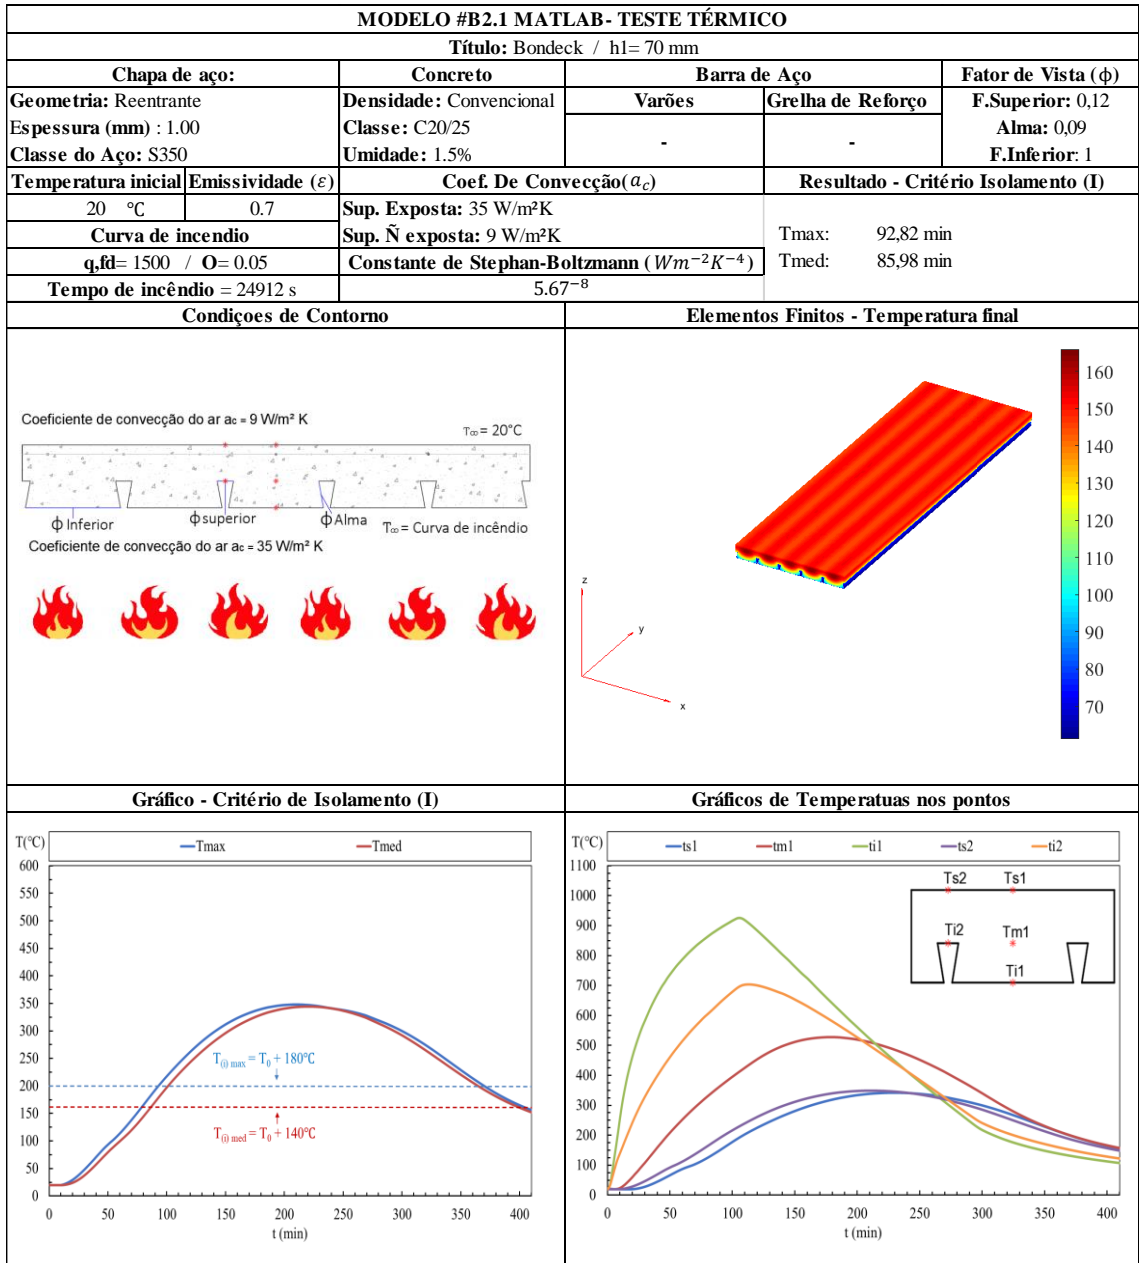 MODELO #B2.1 MATLAB- TESTE TÉRMICO
Título: Bondeck / h1= 70 mm
Chapa de aço:
Concreto
Barra de Aço
Fator de Vista (ϕ)
Geometria: Reentrante
Espessura (mm) : 1.00
Classe do Aço: S350
Densidade: Convencional
Classe: C20/25
Umidade: 1.5%
Varões
Grelha de Reforço
-
-
F.Superior: 0,12
Alma: 0,09
F.Inferior: 1
Temperatura inicial
Emissividade (ε)
Coef. De Convecção(a_c)
Resultado - Critério Isolamento (I)
20 °C
0.7
Sup. Exposta: 35 W/m²K
Curva de incendio
Sup. Ñ exposta: 9 W/m²K
Tmax: 92,82 min
q,fd= 1500 / O= 0.05
Constante de Stephan-Boltzmann (Wm⁻²K⁻⁴)
Tmed: 85,98 min
Tempo de incêndio = 24912 s
5.67⁻⁸
Condiçoes de Contorno
Elementos Finitos - Temperatura final
Coeficiente de convecção do ar ac = 9 W/m² K
T∞ = 20°C
ϕ Inferior
ϕ superior
ϕ Alma
T∞ = Curva de incêndio
Coeficiente de convecção do ar ac = 35 W/m² K
z
y
x
160
150
140
130
120
110
100
90
80
70
Gráfico - Critério de Isolamento (I)
Gráficos de Temperatuas nos pontos
T(°C)
Tmax
Tmed
600
550
500
450
400
350
300
250
200
150
100
50
0
T(i) max = T0 + 180°C
T(i) med = T0 + 140°C
0 50 100 150 200 250 300 350 400
t (min)
T(°C)
ts1
tm1
ti1
ts2
ti2
1100
1000
900
800
700
600
500
400
300
200
100
0
Ts2 Ts1
Ti2 Tm1
Ti1
0 50 100 150 200 250 300 350 400
t (min)